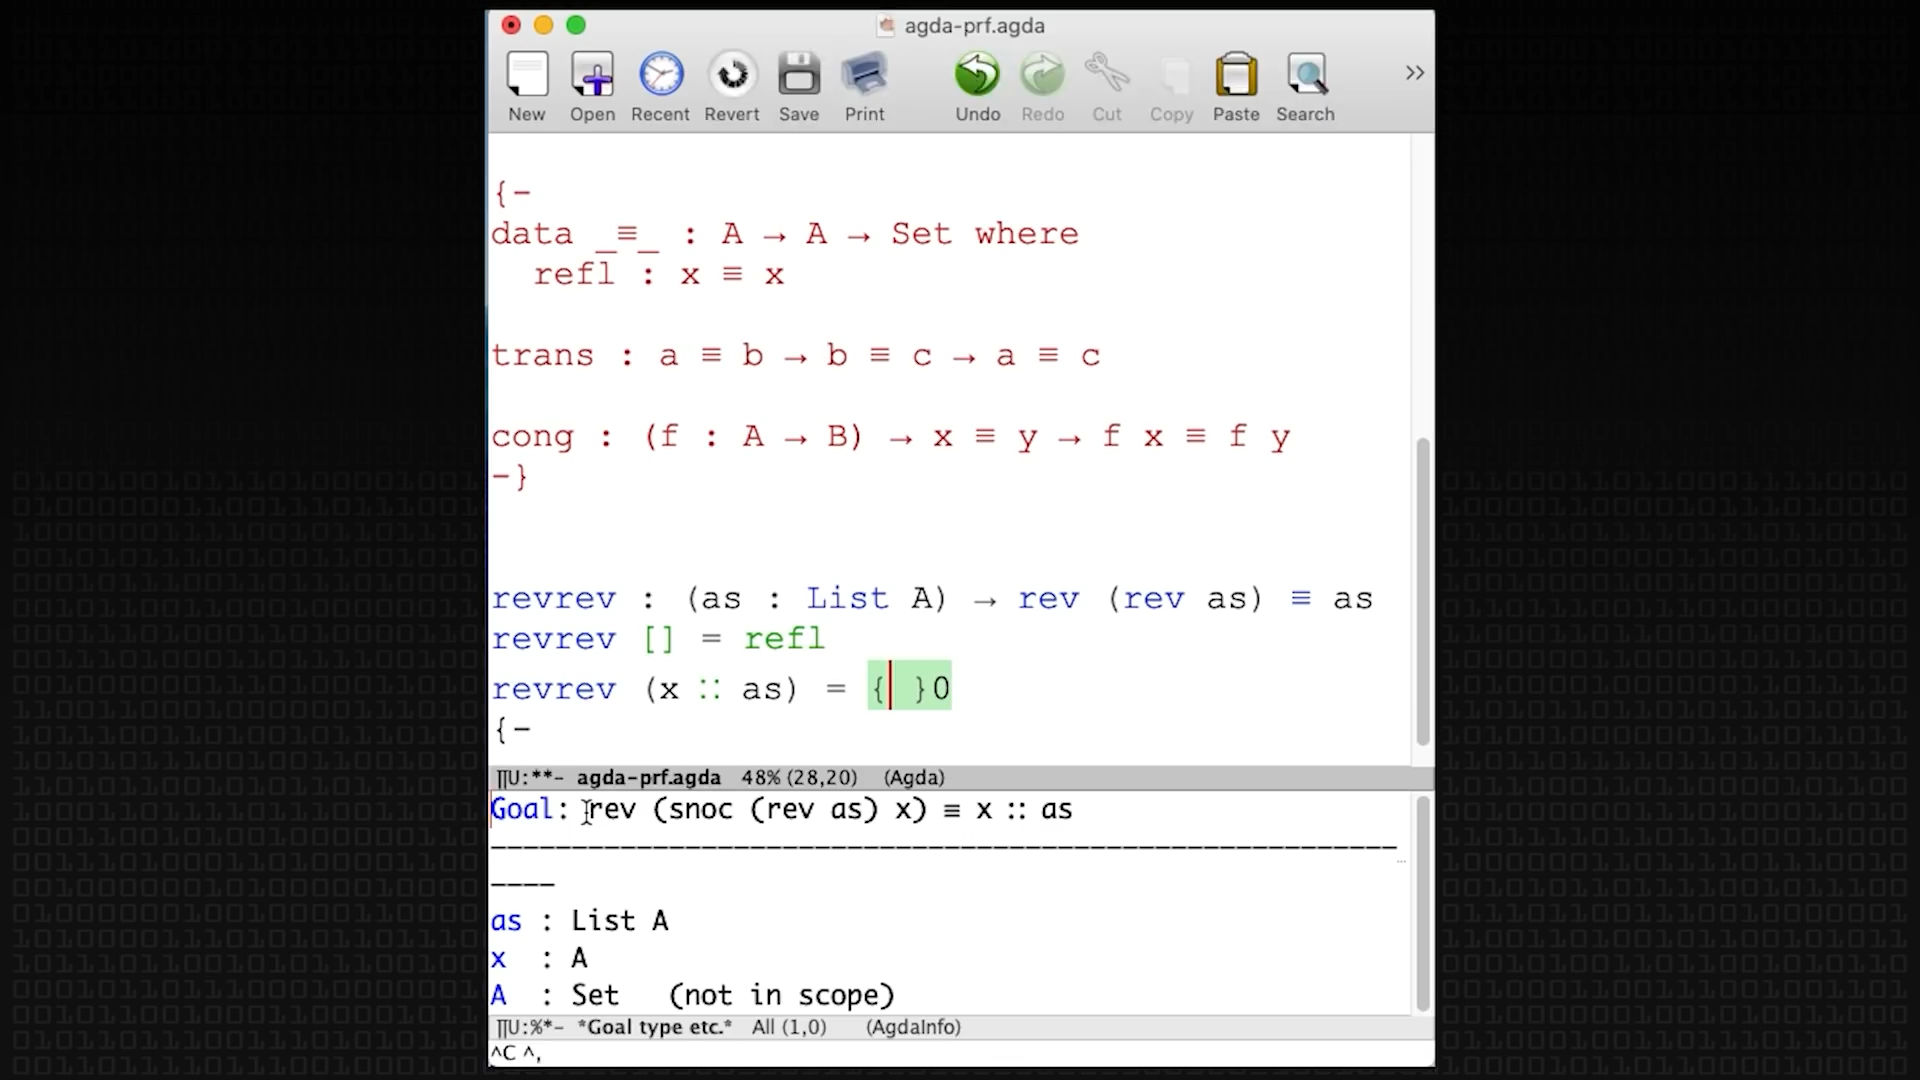 agda-prf.agda
New Open Recent Revert Save Print Undo Redo Cut Copy Paste Search
{-
data _≡_ : A → A → Set where
refl : x ≡ x
trans : a ≡ b → b ≡ c → a ≡ c
cong : (f : A → B) → x ≡ y → f x ≡ f y
-}
revrev : (as : List A) → rev (rev as) ≡ as
revrev [] = refl
revrev (x :: as) = { }0
{-
∏U:**- agda-prf.agda 48% (28,20) (Agda)
Goal: rev (snoc (rev as) x) ≡ x :: as
as : List A
x : A
A : Set (not in scope)
∏U:%*- *Goal type etc.* All (1,0) (AgdaInfo)
^C ^,